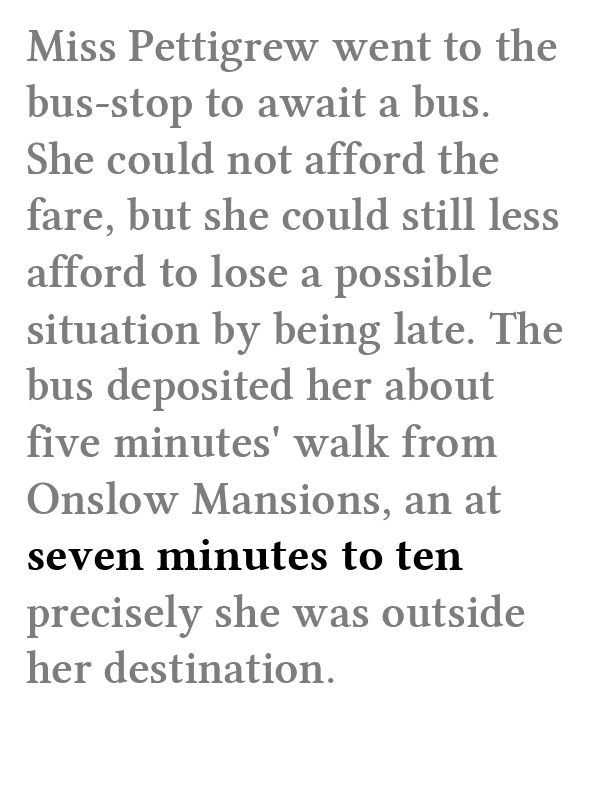 Miss Pettigrew went to the
bus-stop to await a bus.
She could not afford the
fare, but she could still less
afford to lose a possible
situation by being late. The
bus deposited her about
five minutes' walk from
Onslow Mansions, an at
seven minutes to ten
precisely she was outside
her destination.